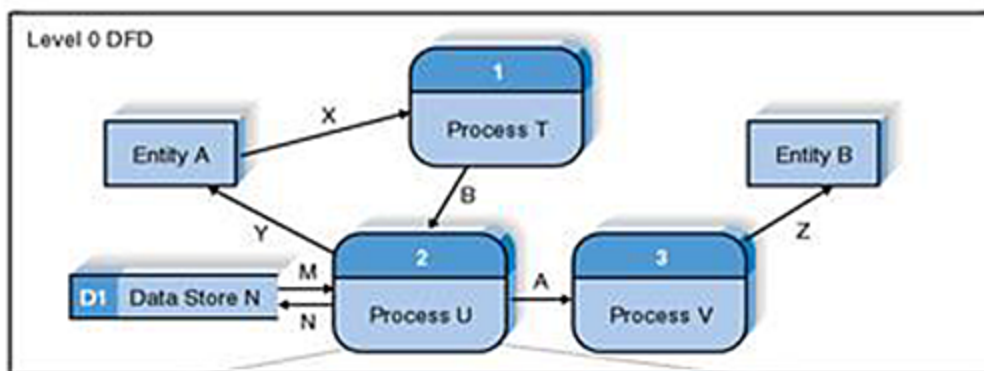 Level 0 DFD
1
Process T
X
Entity A
Entity B
B
Y
Z
2
3
M
A
D1 Data Store N
N
Process U
Process V